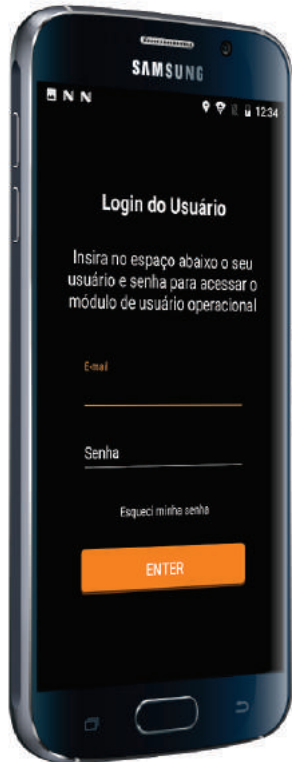 SAMSUNG
N N
12:34
Login do Usuário
Insira no espaço abaixo o seu
usuário e senha para acessar o
módulo de usuário operacional
E-mail
Senha
Esqueci minha senha
ENTER